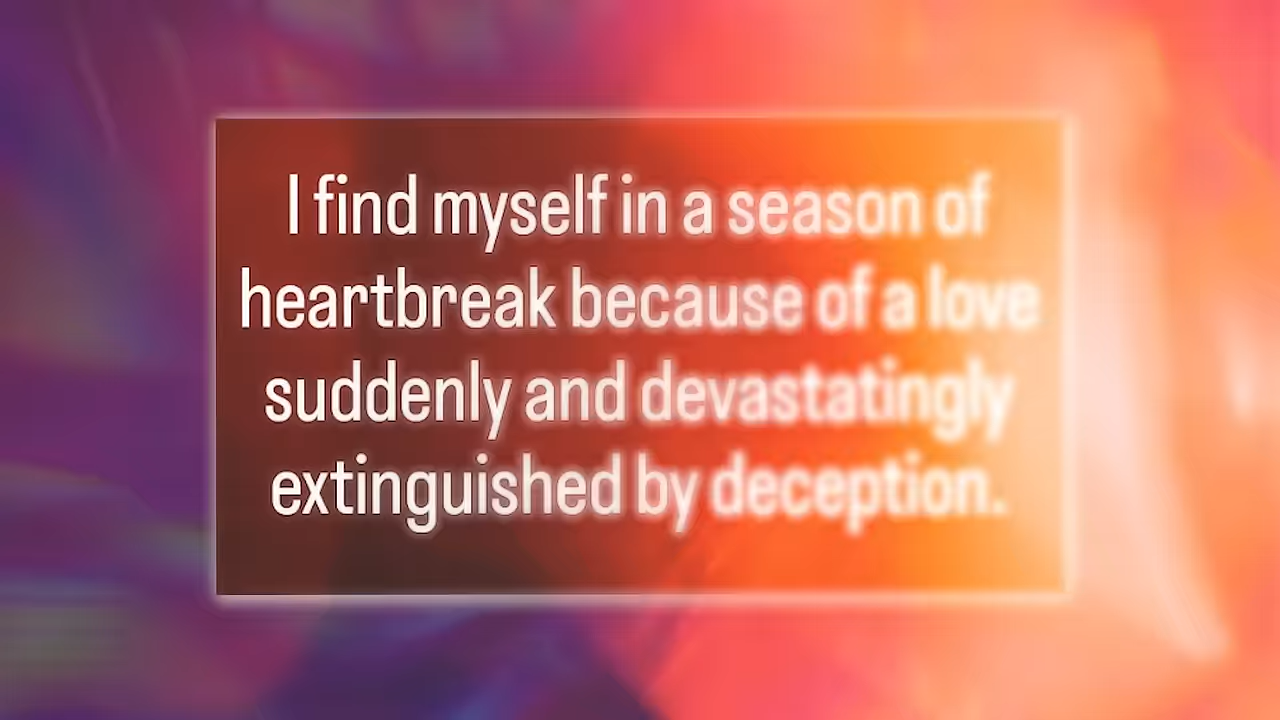 I find myself in a season of
heartbreak because of a love
suddenly and devastatingly
extinguished by deception.